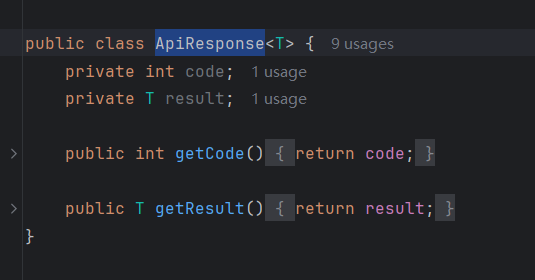 public class ApiResponse<T> { 9 usages
private int code; 1 usage
private T result; 1 usage
public int getCode() { return code; }
public T getResult() { return result; }
}